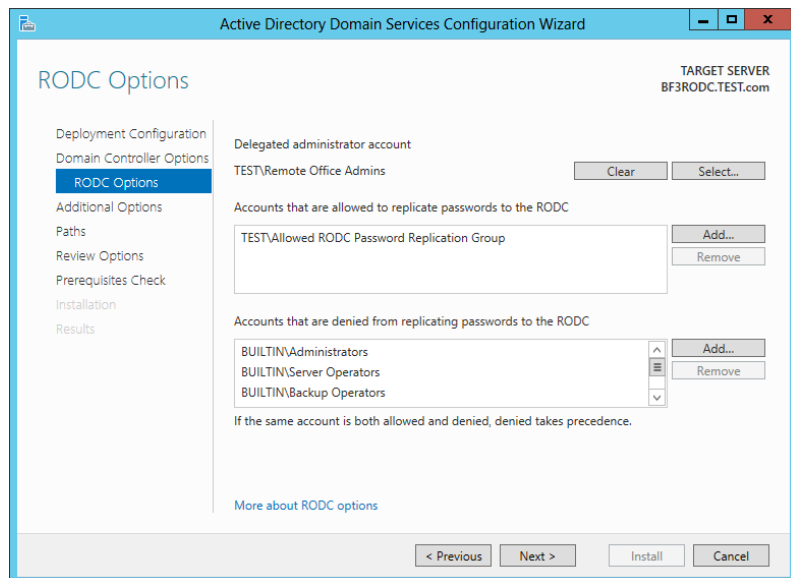 Active Directory Domain Services Configuration Wizard
RODC Options
TARGET SERVER
BF3RODC.TEST.com
Deployment Configuration
Domain Controller Options
RODC Options
Additional Options
Paths
Review Options
Prerequisites Check
Installation
Results
Delegated administrator account
TEST\Remote Office Admins
Clear
Select...
Accounts that are allowed to replicate passwords to the RODC
TEST\Allowed RODC Password Replication Group
Add...
Remove
Accounts that are denied from replicating passwords to the RODC
BUILTIN\Administrators
BUILTIN\Server Operators
BUILTIN\Backup Operators
Add...
Remove
If the same account is both allowed and denied, denied takes precedence.
More about RODC options
< Previous
Next >
Install
Cancel